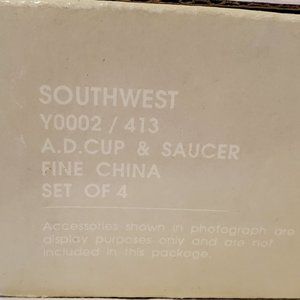 SOUTHWEST
Y0002 / 413
A.D.CUP & SAUCER
FINE CHINA
SET OF 4
Accessories shown in photograph are
display purposes only and are not
included in this package.